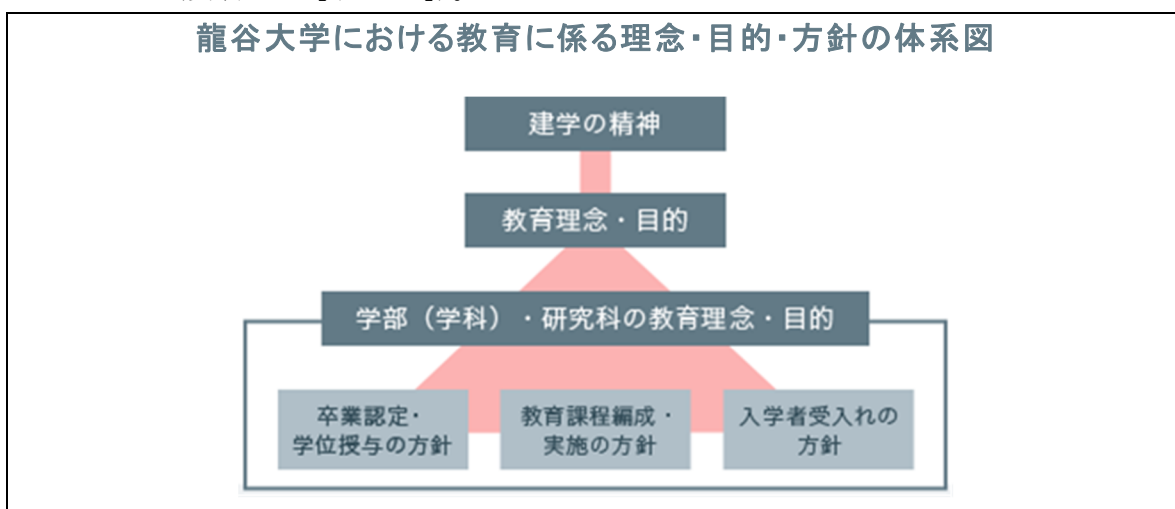 龍谷大学における教育に係る理念・目的・方針の体系図
建学の精神
教育理念・目的
学部（学科）・研究科の教育理念・目的
卒業認定・
学位授与の方針
教育課程編成・
実施の方針
入学者受入れの
方針